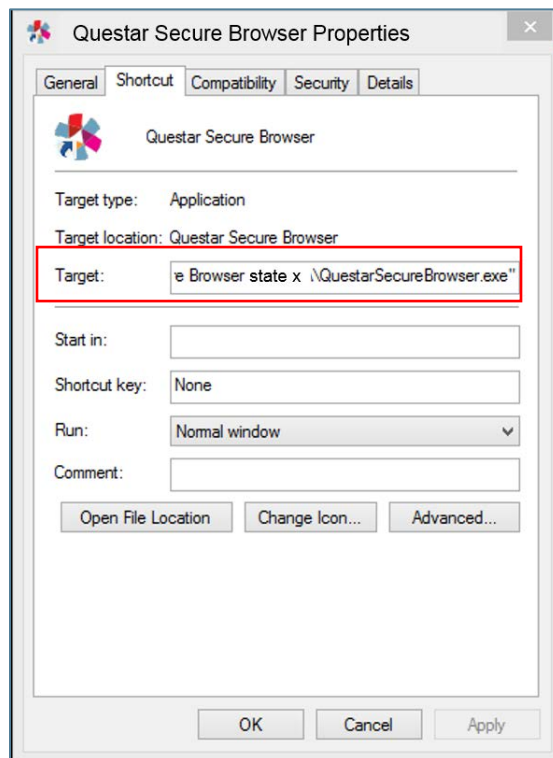 Questar Secure Browser Properties
General Shortcut Compatibility Security Details
Questar Secure Browser
Target type: Application
Target location: Questar Secure Browser
Target: e Browser state x \QuestarSecureBrowser.exe"
Start in:
Shortcut key: None
Run: Normal window
Comment:
Open File Location Change Icon... Advanced...
OK Cancel Apply